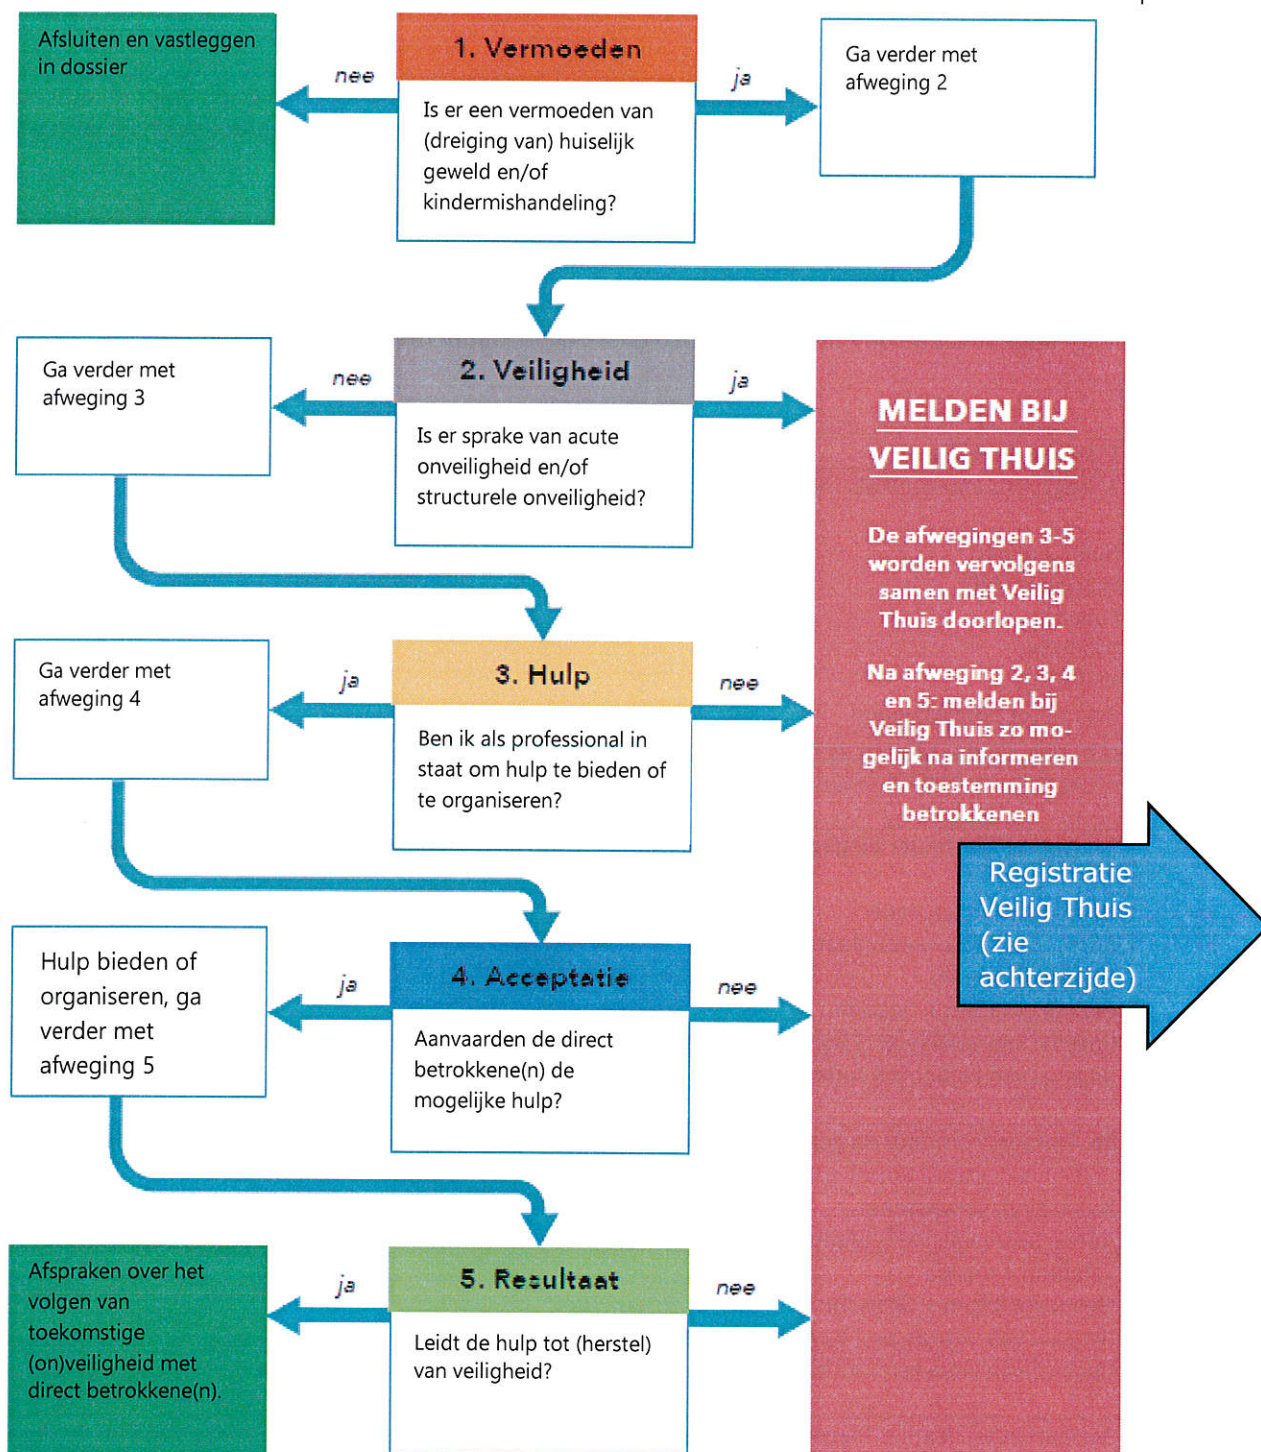 Afsluiten en vastleggen
in dossier
nee
1. Vermoeden
Is er een vermoeden van
(dreiging van) huiselijk
geweld en/of
kindermishandeling?
ja
Ga verder met
afweging 2
Ga verder met
afweging 3
nee
2. Veiligheid
Is er sprake van acute
onveiligheid en/of
structurele onveiligheid?
ja
MELDEN BIJ
VEILIG THUIS
De afwegingen 3-5
worden vervolgens
samen met Veilig
Thuis doorlopen.
Na afweging 2, 3, 4
en 5: melden bij
Veilig Thuis zo mo-
gelijk na informeren
en toestemming
betrokkenen
Ga verder met
afweging 4
ja
3. Hulp
Ben ik als professional in
staat om hulp te bieden of
te organiseren?
nee
Registratie
Veilig Thuis
(zie
achterzijde)
Hulp bieden of
organiseren, ga
verder met
afweging 5
ja
4. Acceptatie
Aanvaarden de direct
betrokkene(n) de
mogelijke hulp?
nee
Afspraken over het
volgen van
toekomstige
(on)veiligheid met
direct betrokkene(n).
ja
5. Resultaat
Leidt de hulp tot (herstel)
van veiligheid?
nee